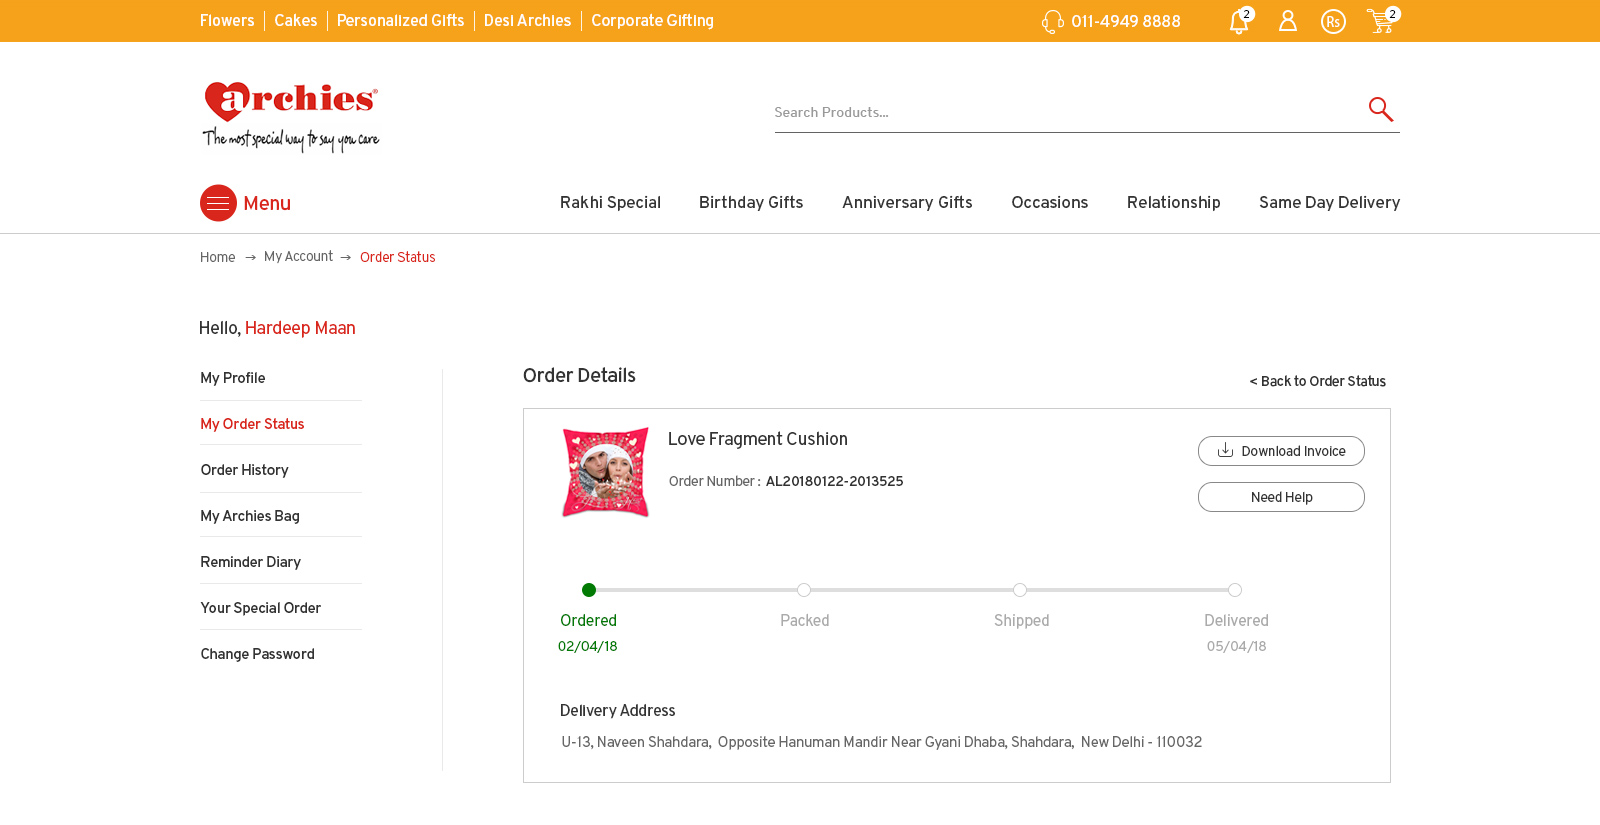 Flowers Cakes Personalized Gifts Desi Archies Corporate Gifting 011-4949 8888 2 Rs 2
archies®
The most special way to say you care
Search Products...
Menu Rakhi Special Birthday Gifts Anniversary Gifts Occasions Relationship Same Day Delivery
Home → My Account → Order Status
Hello, Hardeep Maan
My Profile
My Order Status
Order History
My Archies Bag
Reminder Diary
Your Special Order
Change Password
Order Details
< Back to Order Status
Love Fragment Cushion
Order Number : AL20180122-2013525
Download Invoice
Need Help
Ordered Packed Shipped Delivered
02/04/18 05/04/18
Delivery Address
U-13, Naveen Shahdara, Opposite Hanuman Mandir Near Gyani Dhaba, Shahdara, New Delhi - 110032